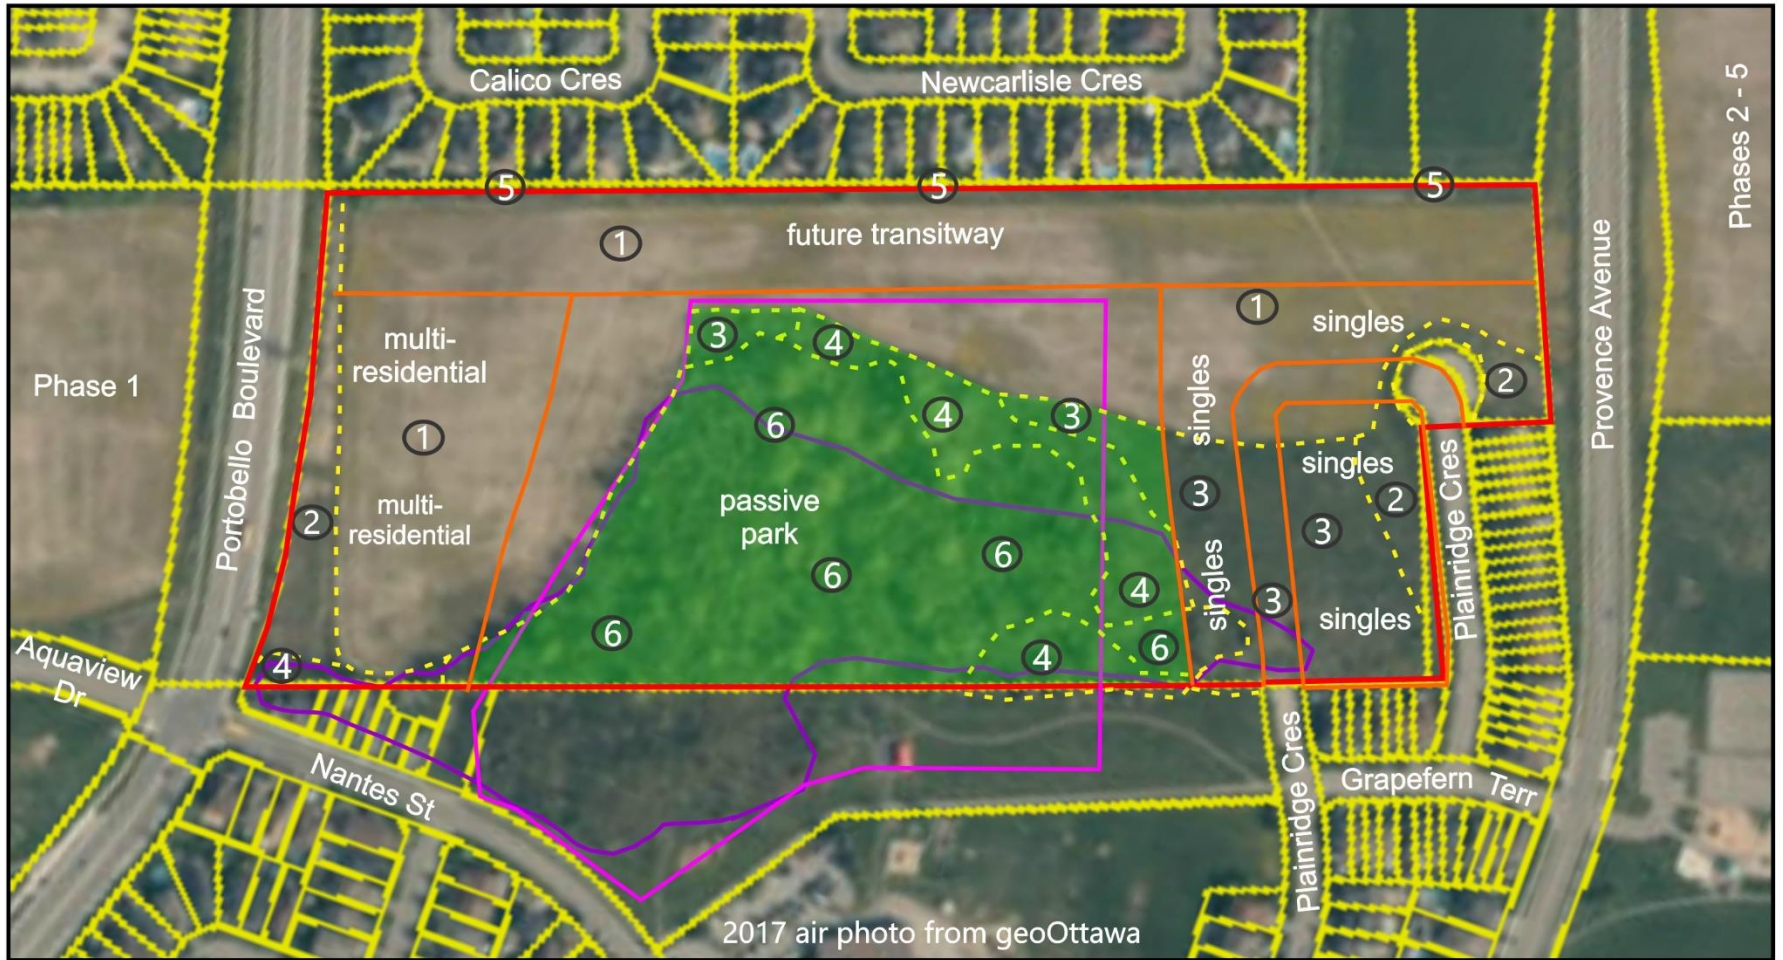 Calico Cres
Newcarlisle Cres
Phases 2 - 5
5
5
5
1
future transitway
Provence Avenue
Portobello Boulevard
Phase 1
multi-
residential
1
multi-
residential
2
3
4
4
3
6
passive
park
6
6
6
4
4
6
1
singles
singles
2
singles
2
3
3
singles
3
singles
Plainridge Cres
4
Aquaview
Dr
Nantes St
Plainridge Cres
Grapefern Terr
2017 air photo from geoOttawa